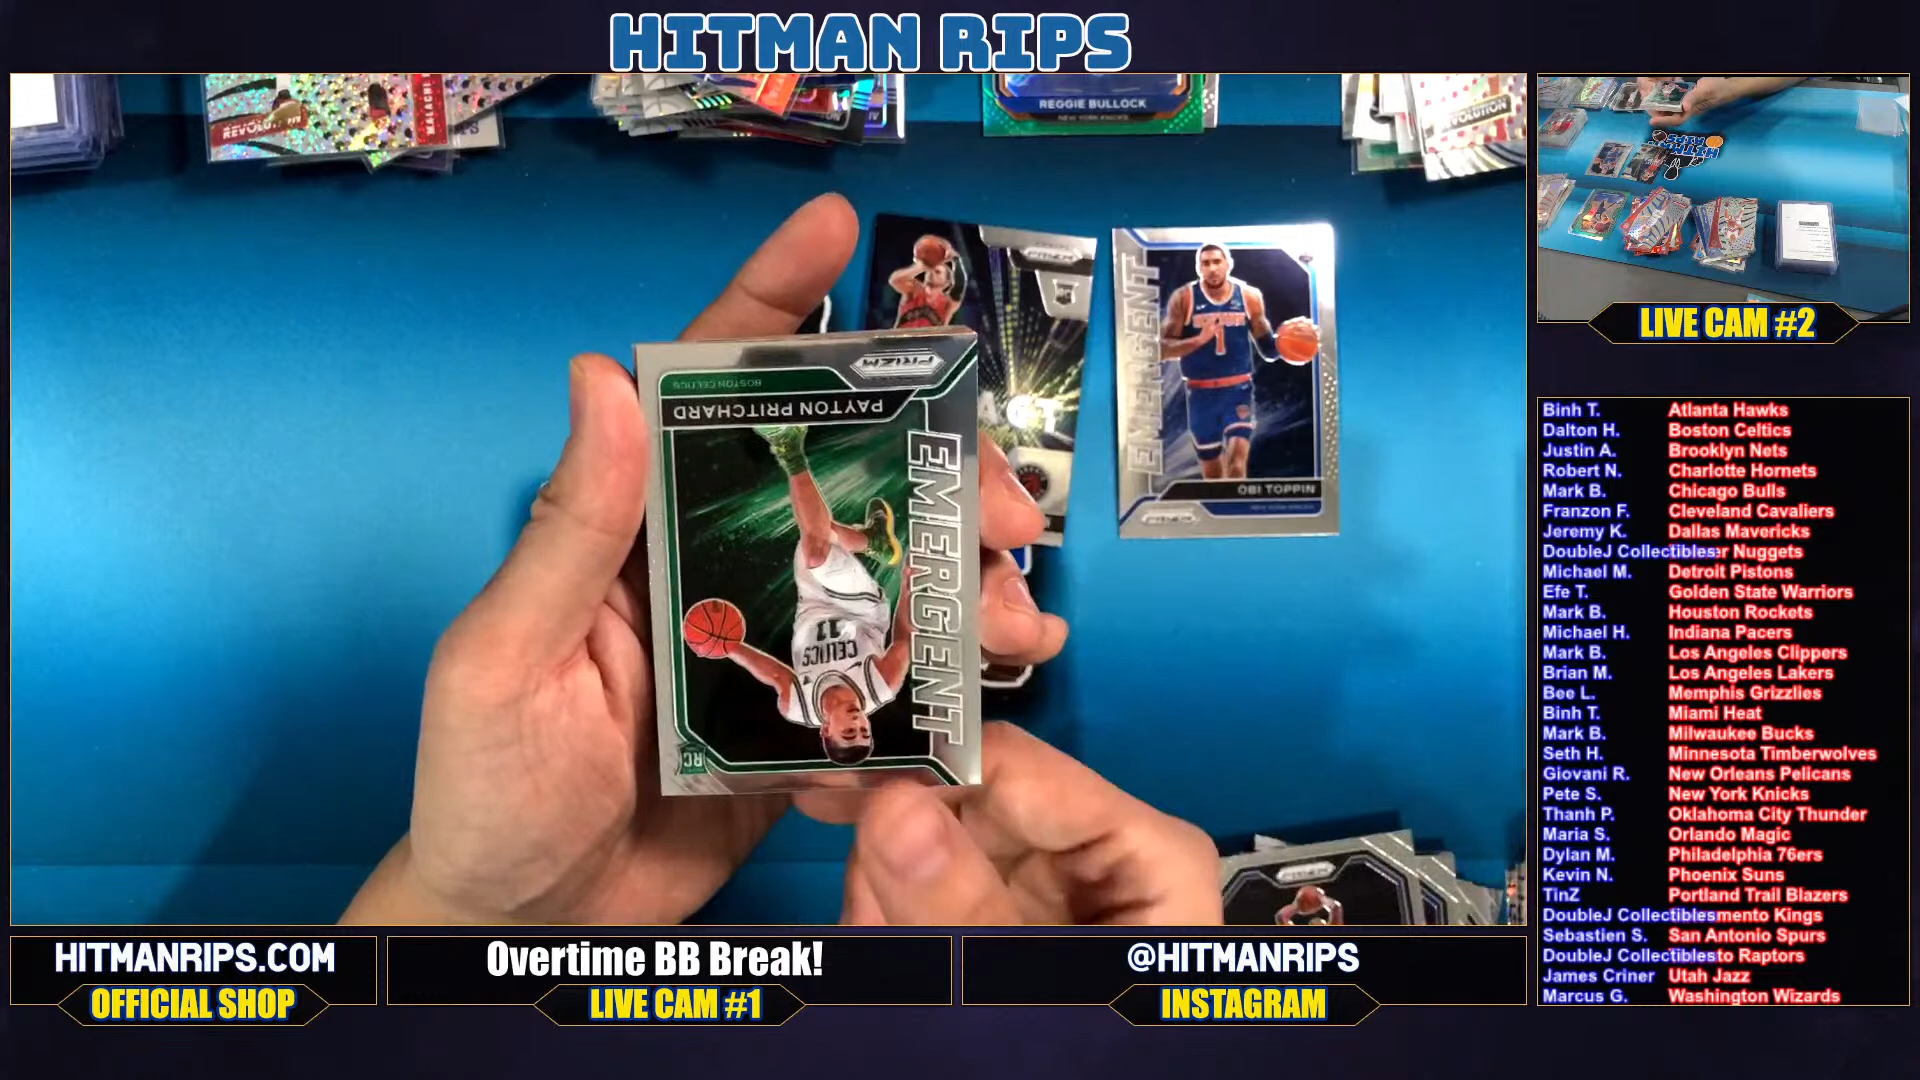 HITMAN RIPS
REVOLUTION
REGGIE BULLOCK
NEW YORK KNICKS
PRIZM
BOSTON CELTICS
PAYTON PRITCHARD
EMERGENT
CELTICS
11
RC
PRIZM
EMERGENT
1
OBI TOPPIN
NEW YORK KNICKS
PRIZM
PRIZM
HITMAN
RIPS
LIVE CAM #2
Binh T. Atlanta Hawks
Dalton H. Boston Celtics
Justin A. Brooklyn Nets
Robert N. Charlotte Hornets
Mark B. Chicago Bulls
Franzon F. Cleveland Cavaliers
Jeremy K. Dallas Mavericks
DoubleJ Collectibles Nuggets
Michael M. Detroit Pistons
Efe T. Golden State Warriors
Mark B. Houston Rockets
Michael H. Indiana Pacers
Mark B. Los Angeles Clippers
Brian M. Los Angeles Lakers
Bee L. Memphis Grizzlies
Binh T. Miami Heat
Mark B. Milwaukee Bucks
Seth H. Minnesota Timberwolves
Giovani R. New Orleans Pelicans
Pete S. New York Knicks
Thanh P. Oklahoma City Thunder
Maria S. Orlando Magic
Dylan M. Philadelphia 76ers
Kevin N. Phoenix Suns
TinZ Portland Trail Blazers
DoubleJ Collectibles Kings
Sebastien S. San Antonio Spurs
DoubleJ Collectibles Raptors
James Criner Utah Jazz
Marcus G. Washington Wizards
HITMANRIPS.COM
OFFICIAL SHOP
Overtime BB Break!
LIVE CAM #1
@HITMANRIPS
INSTAGRAM